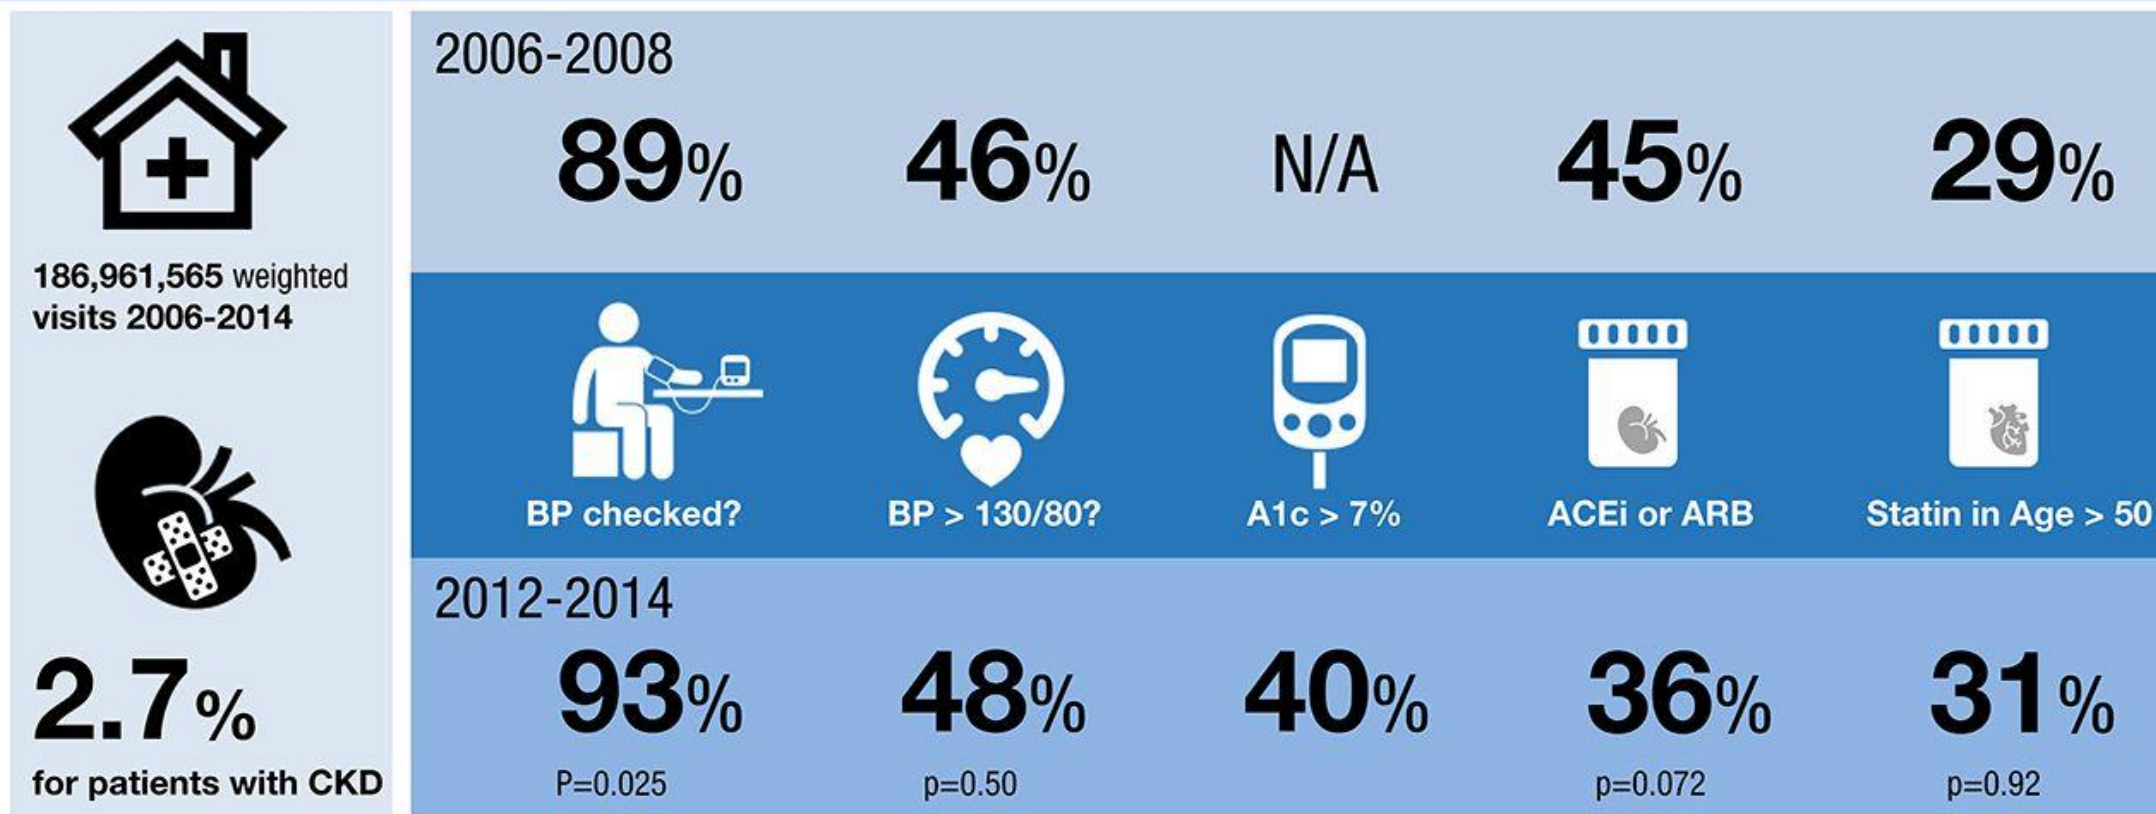 186,961,565 weighted
visits 2006-2014
2.7%
for patients with CKD
2006-2008
89% 46% N/A 45% 29%
BP checked? BP > 130/80? A1c > 7% ACEi or ARB Statin in Age > 50
2012-2014
93% 48% 40% 36% 31%
P=0.025 p=0.50 p=0.072 p=0.92